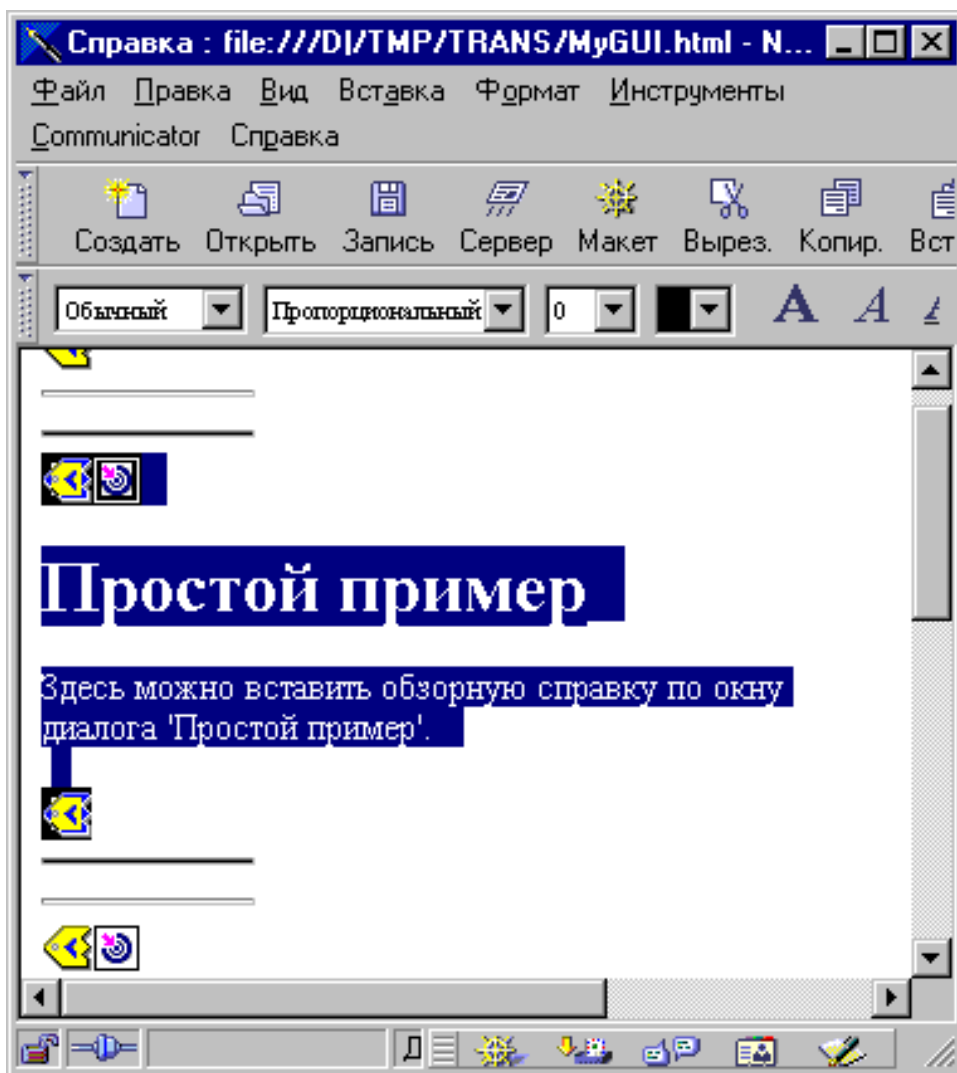 Справка : file:///D|/TMP/TRANS/MyGUI.html - N...
Файл Правка Вид Вставка Формат Инструменты
Communicator Справка
Создать Открыть Запись Сервер Макет Вырез. Копир. Вст
Обычный Пропорциональный 0 A A
Простой пример
Здесь можно вставить обзорную справку по окну
диалога 'Простой пример'.
Д